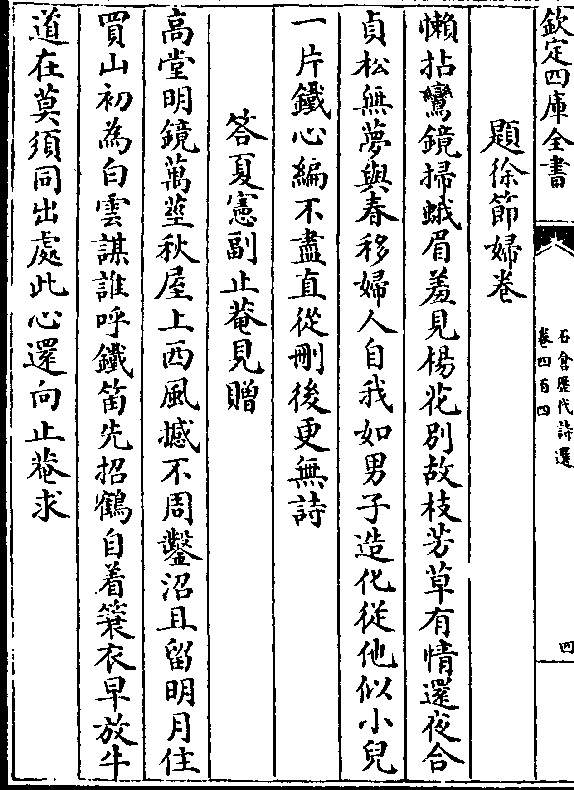 欽定四庫全書
石倉歴代詩選
卷四百四
四
題徐節婦卷
懶拈鸞鏡掃蛾眉羞見楊花别故枝芳草有情還夜合
貞松無夢與春移婦人自我如男子造化從他似小兒
一片鐵心編不盡直從刪後更無詩
答夏憲副止菴見贈
高堂明鏡萬莖秋屋上西風撼不周鑿沼且留明月住
買山初為白雲謀誰呼鐵笛先招鶴自着簑衣早放牛
道在莫須同出處此心還向止菴求